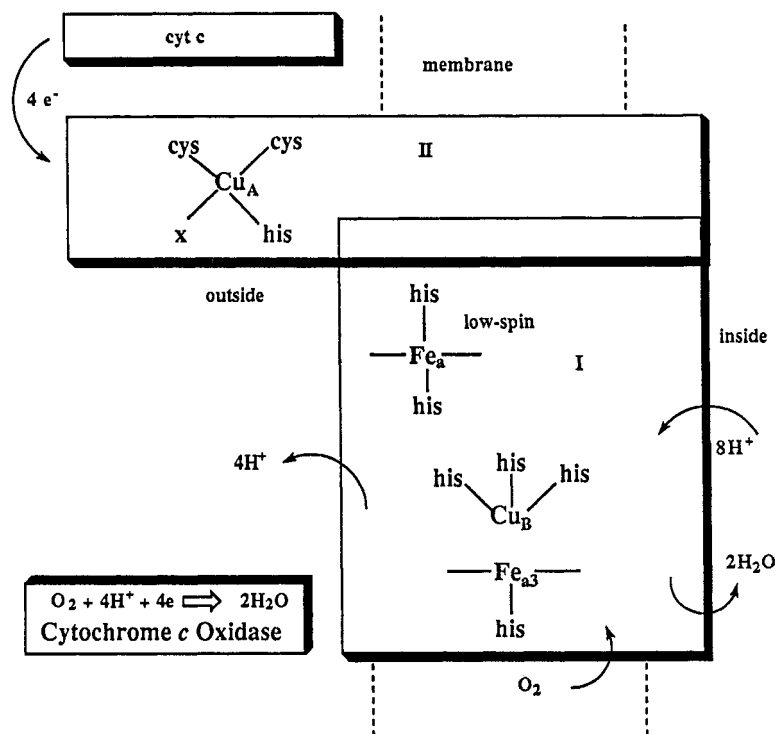 cyt c
membrane
4 e⁻
cys cys
II
Cu_A
x his
outside
his
low-spin
inside
Fe_a
I
his
4H⁺
8H⁺
his his his
Cu_B
2H₂O
Fe_a3
O₂ + 4H⁺ + 4e ⇒ 2H₂O
Cytochrome c Oxidase
his
O₂